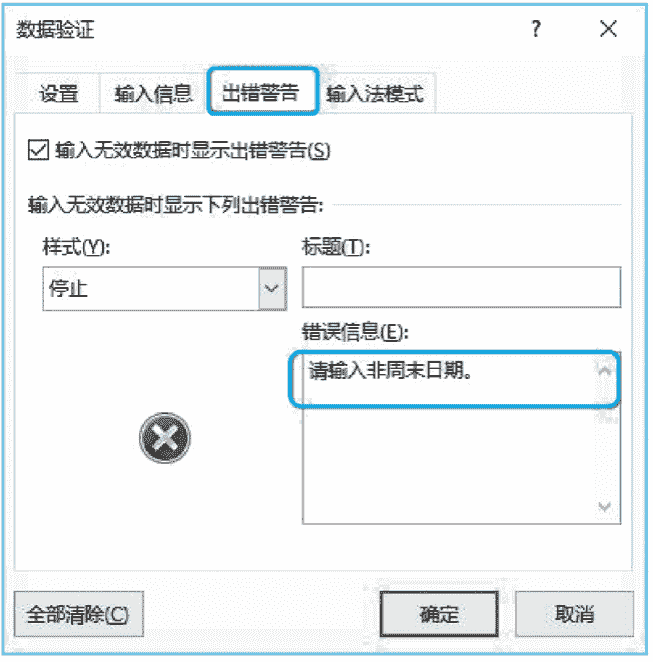 数据验证 ?
设置 输入信息 出错警告 输入法模式
输入无效数据时显示出错警告(S)
输入无效数据时显示下列出错警告:
样式(Y): 标题(T):
停止
错误信息(E):
请输入非周末日期。
全部清除(C) 确定 取消